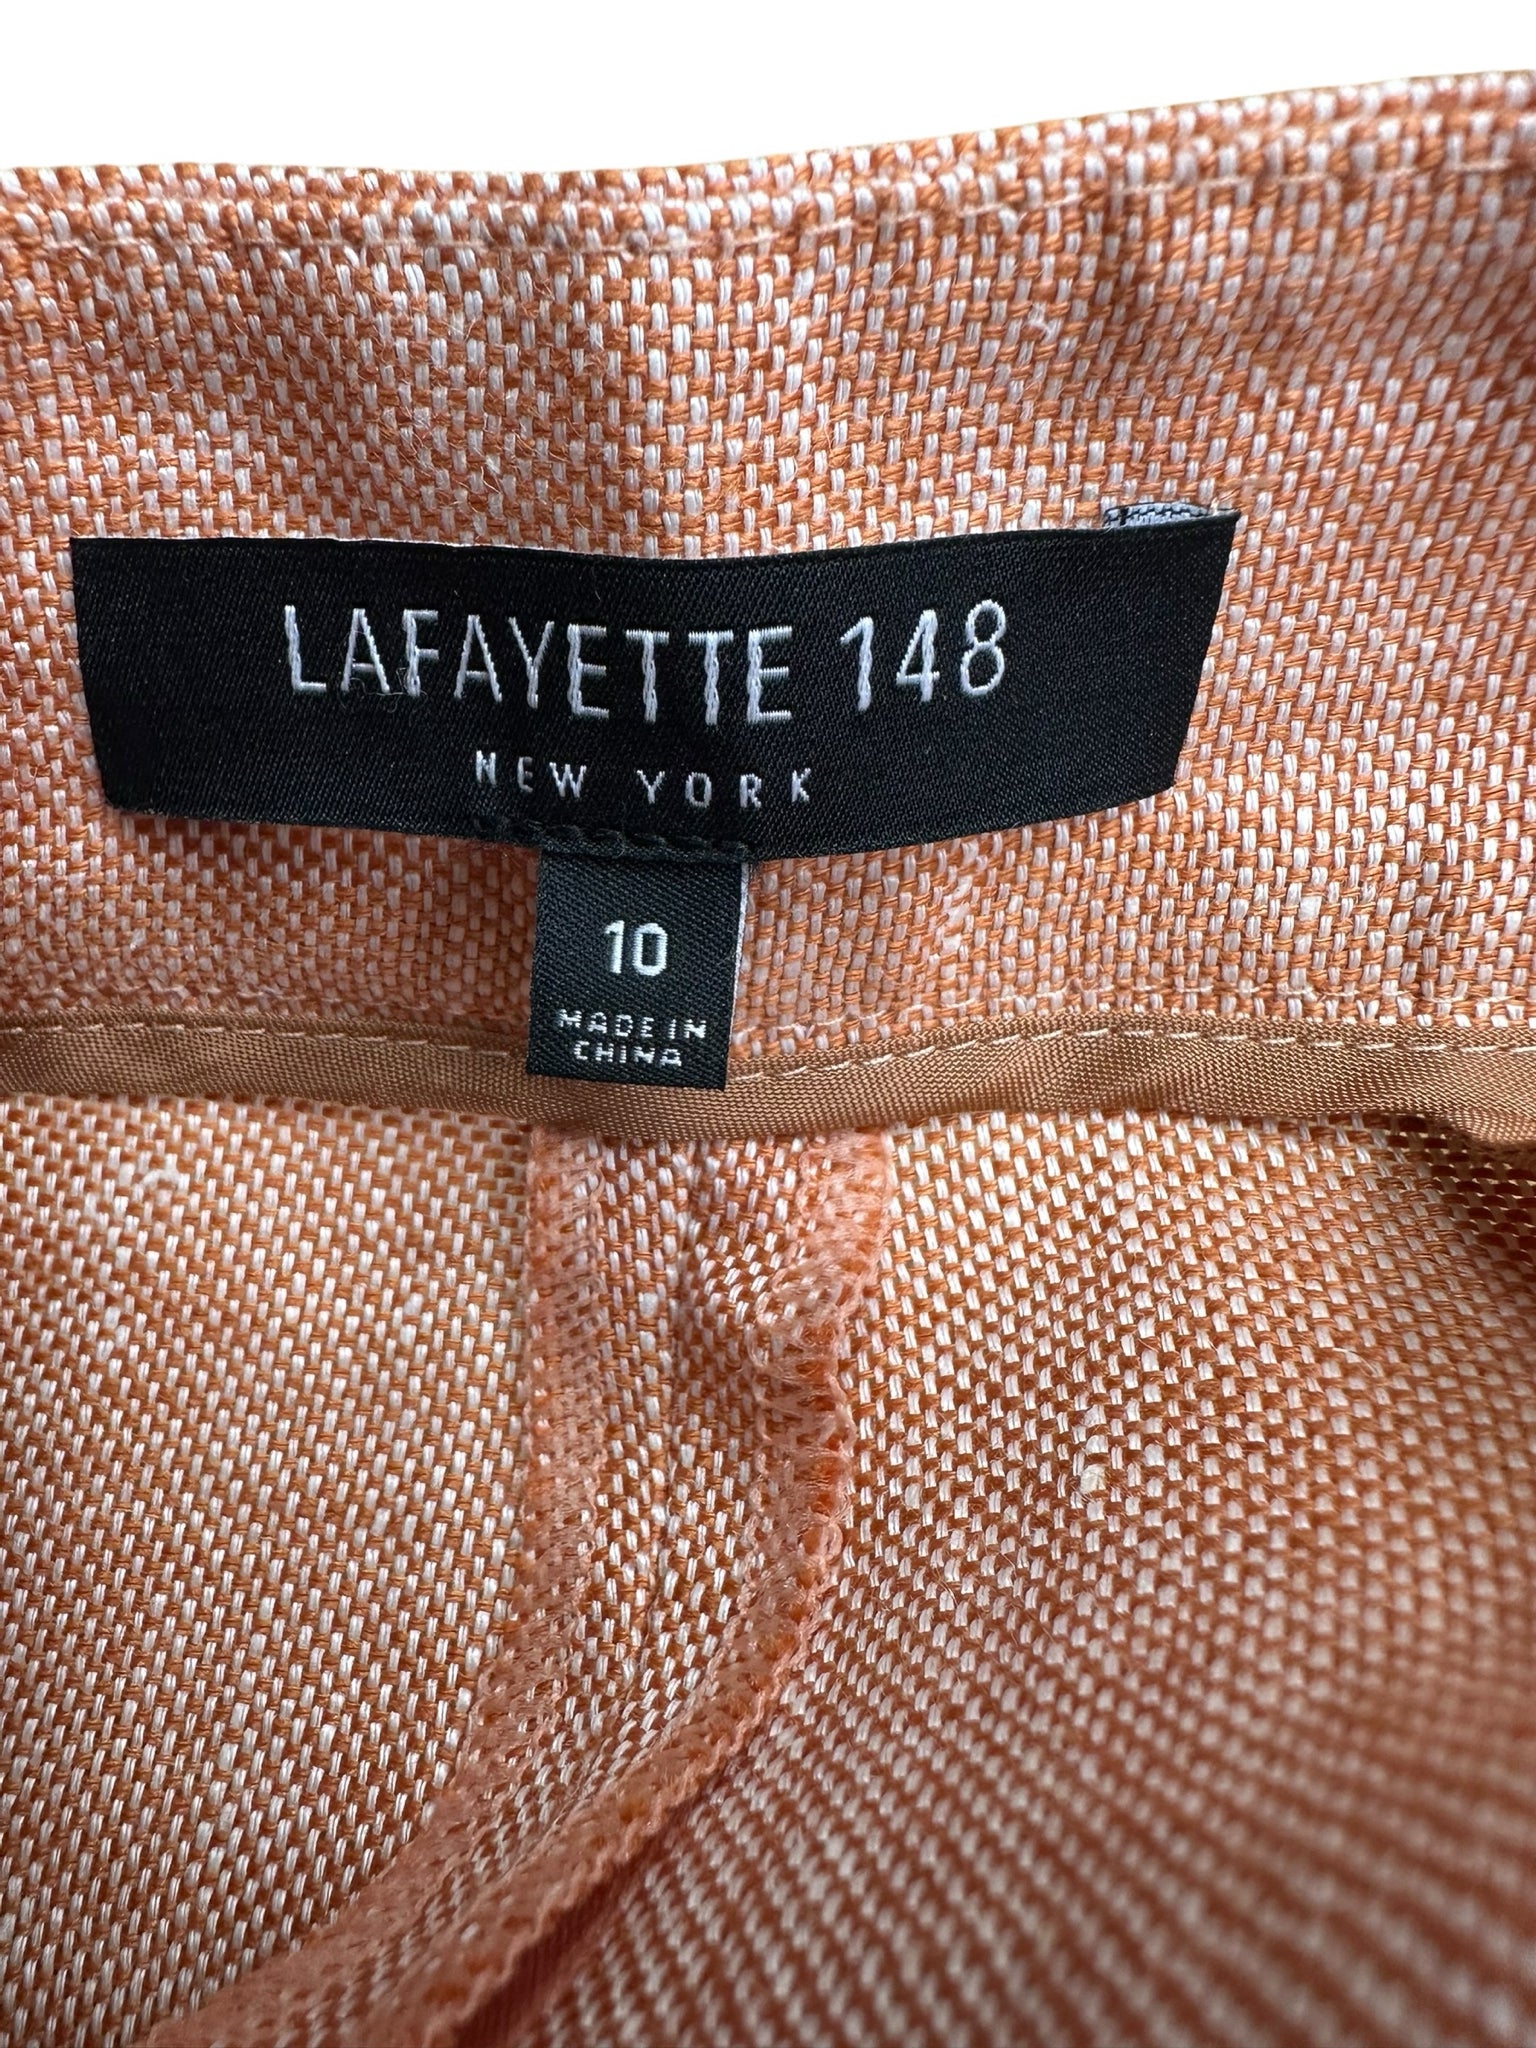 LAFAYETTE 148
NEW YORK
10
MADE IN
CHINA